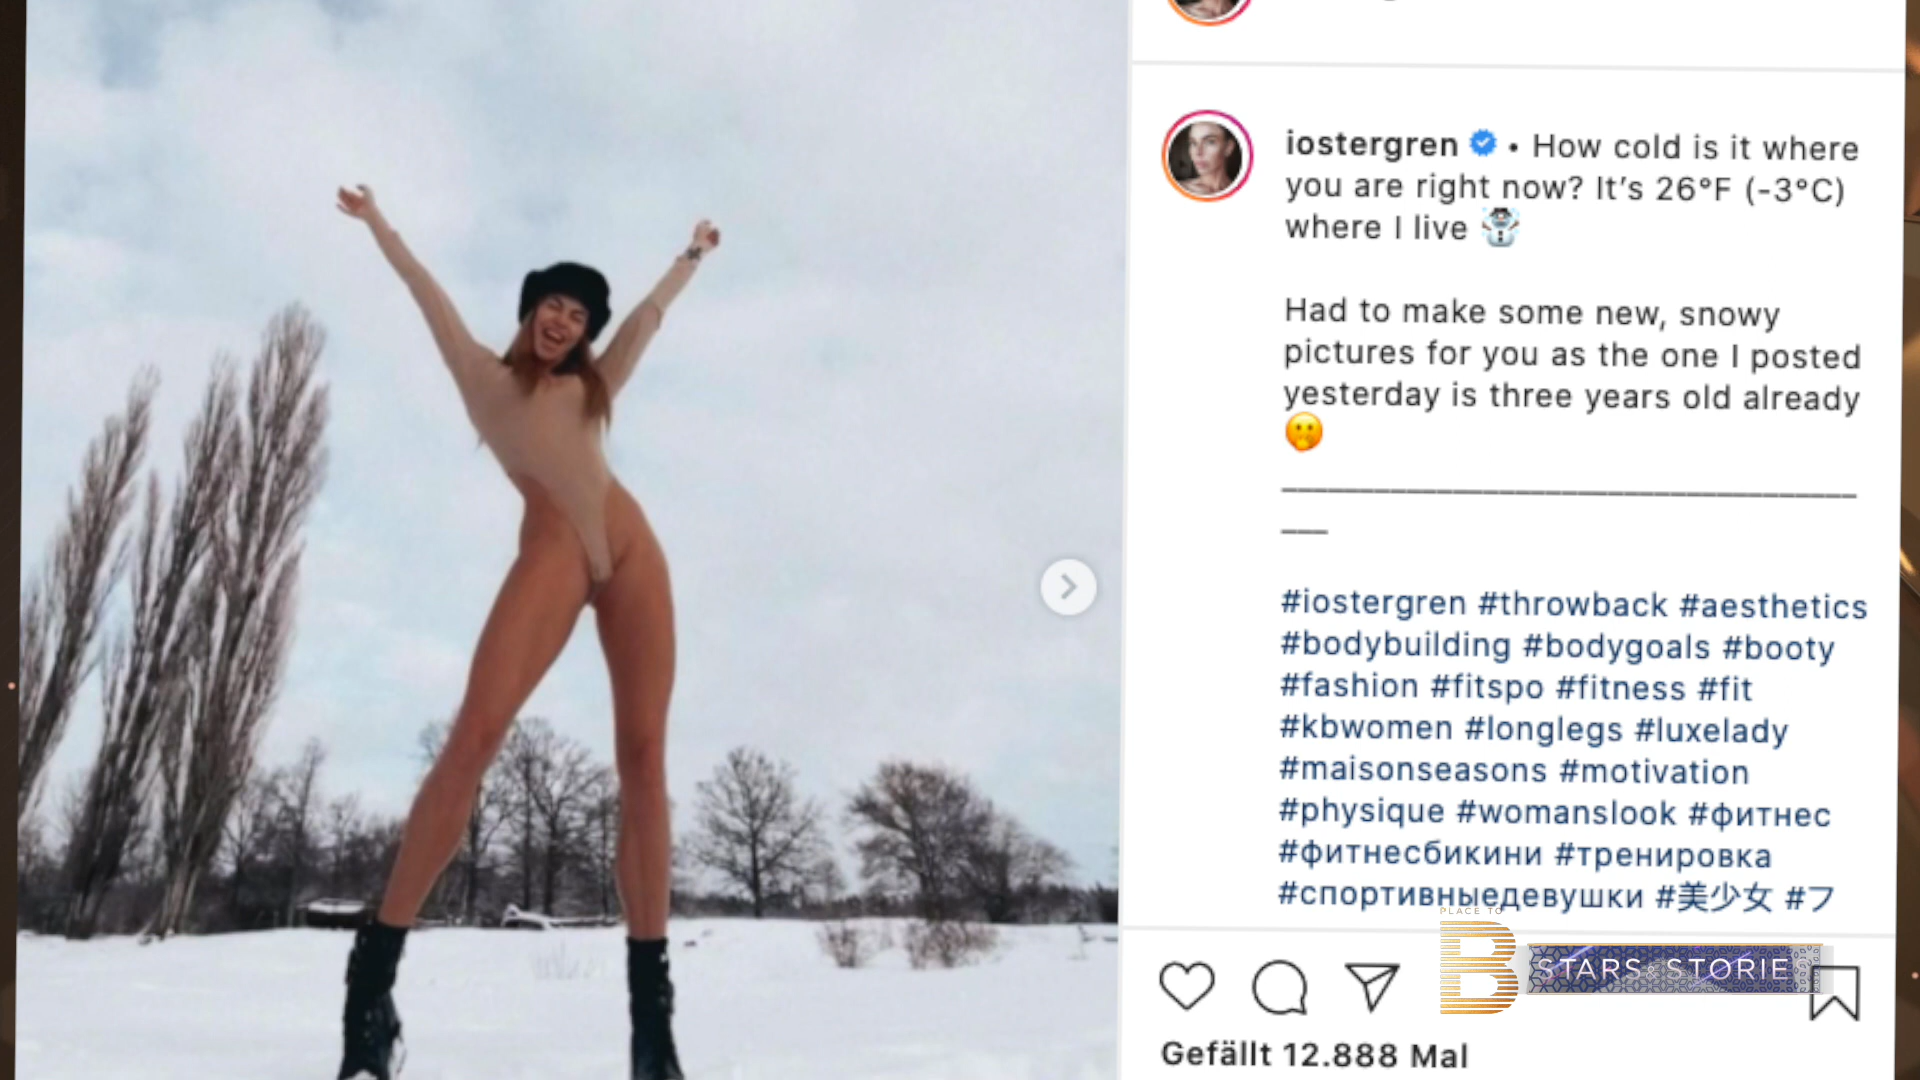 iostergren • How cold is it where
you are right now? It’s 26°F (-3°C)
where I live
Had to make some new, snowy
pictures for you as the one I posted
yesterday is three years old already
#iostergren #throwback #aesthetics
#bodybuilding #bodygoals #booty
#fashion #fitspo #fitness #fit
#kbwomen #longlegs #luxelady
#maisonseasons #motivation
#physique #womanslook #фитнес
#фитнесбикини #тренировка
#спортивныедевушки #美少女 #フ
PLACE TO
B
STARS & STORIE
Gefällt 12.888 Mal